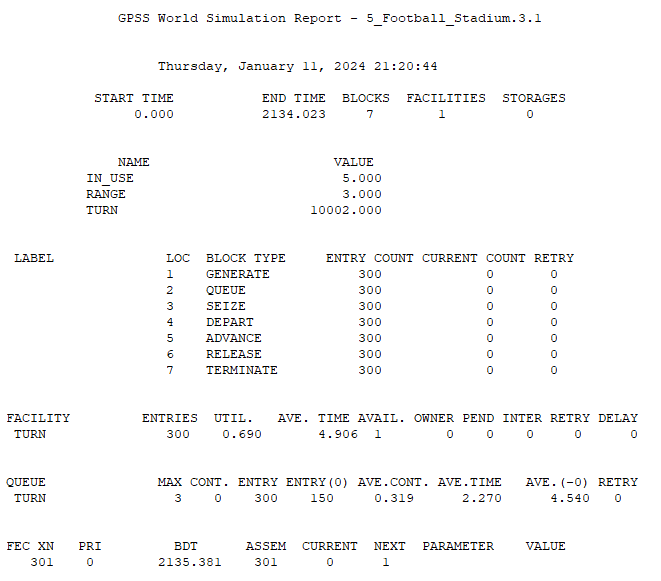 GPSS World Simulation Report - 5_Football_Stadium.3.1
Thursday, January 11, 2024 21:20:44
START TIME END TIME BLOCKS FACILITIES STORAGES
0.000 2134.023 7 1 0
NAME VALUE
IN_USE 5.000
RANGE 3.000
TURN 10002.000
LABEL LOC BLOCK TYPE ENTRY COUNT CURRENT COUNT RETRY
1 GENERATE 300 0 0
2 QUEUE 300 0 0
3 SEIZE 300 0 0
4 DEPART 300 0 0
5 ADVANCE 300 0 0
6 RELEASE 300 0 0
7 TERMINATE 300 0 0
FACILITY ENTRIES UTIL. AVE. TIME AVAIL. OWNER PEND INTER RETRY DELAY
TURN 300 0.690 4.906 1 0 0 0 0 0
QUEUE MAX CONT. ENTRY ENTRY(0) AVE.CONT. AVE.TIME AVE.(-0) RETRY
TURN 3 0 300 150 0.319 2.270 4.540 0
FEC XN PRI BDT ASSEM CURRENT NEXT PARAMETER VALUE
301 0 2135.381 301 0 1